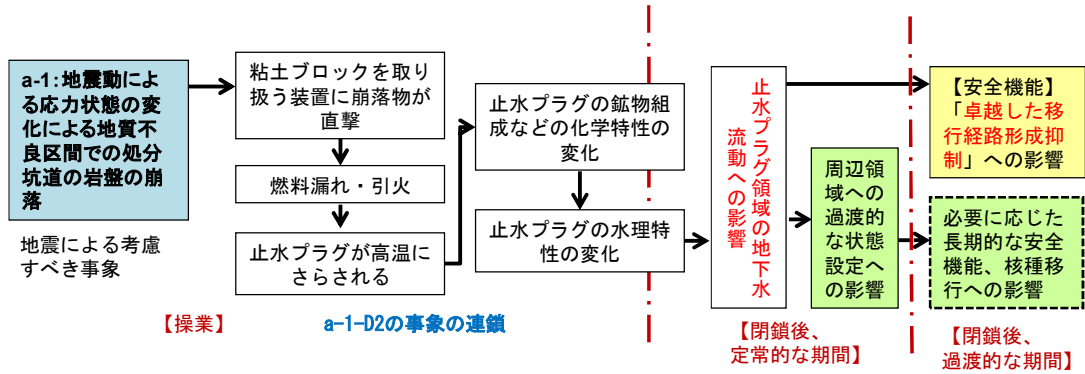 a-1:地震動によ
る応力状態の変
化による地質不
良区間での処分
坑道の岩盤の崩
落
地震による考慮
すべき事象
粘土ブロックを取り
扱う装置に崩落物が
直撃
燃料漏れ・引火
止水プラグが高温に
さらされる
止水プラグの鉱物組
成などの化学特性の
変化
止水プラグの水理特
性の変化
止水プラグ領域の地下水
流動への影響
周辺領
域への
過渡的
な状態
設定へ
の影響
【安全機能】
「卓越した移
行経路形成抑
制」への影響
必要に応じた
長期的な安全
機能、核種移
行への影響
【操業】
a-1-D2の事象の連鎖
【閉鎖後、
定常的な期間】
【閉鎖後、
過渡的な期間】